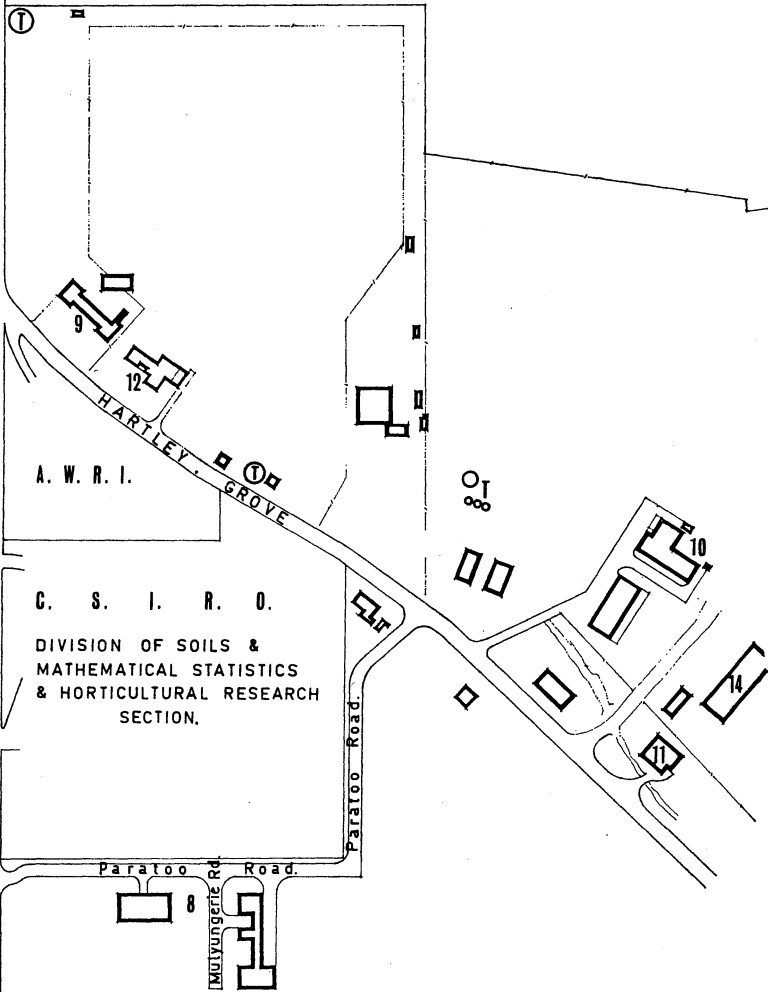 T
9
12
HARTLEY. GROVE
T
A. W. R. I.
T
10
C. S. I. R. O.
DIVISION OF SOILS &
MATHEMATICAL STATISTICS
& HORTICULTURAL RESEARCH
SECTION.
14
11
Paratoo Road.
Paratoo Road.
8
Mulyungerie Rd.